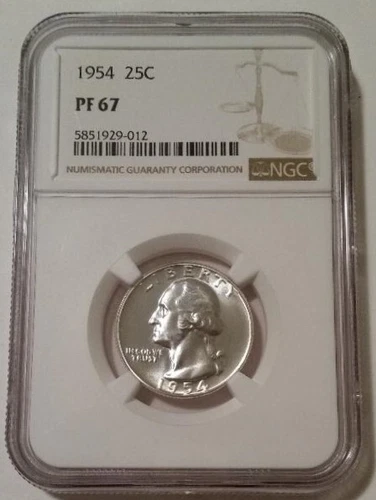 1954 25C
PF 67
5851929-012
NUMISMATIC GUARANTY CORPORATION
NGC
LIBERTY
IN GOD WE
TRUST
1954